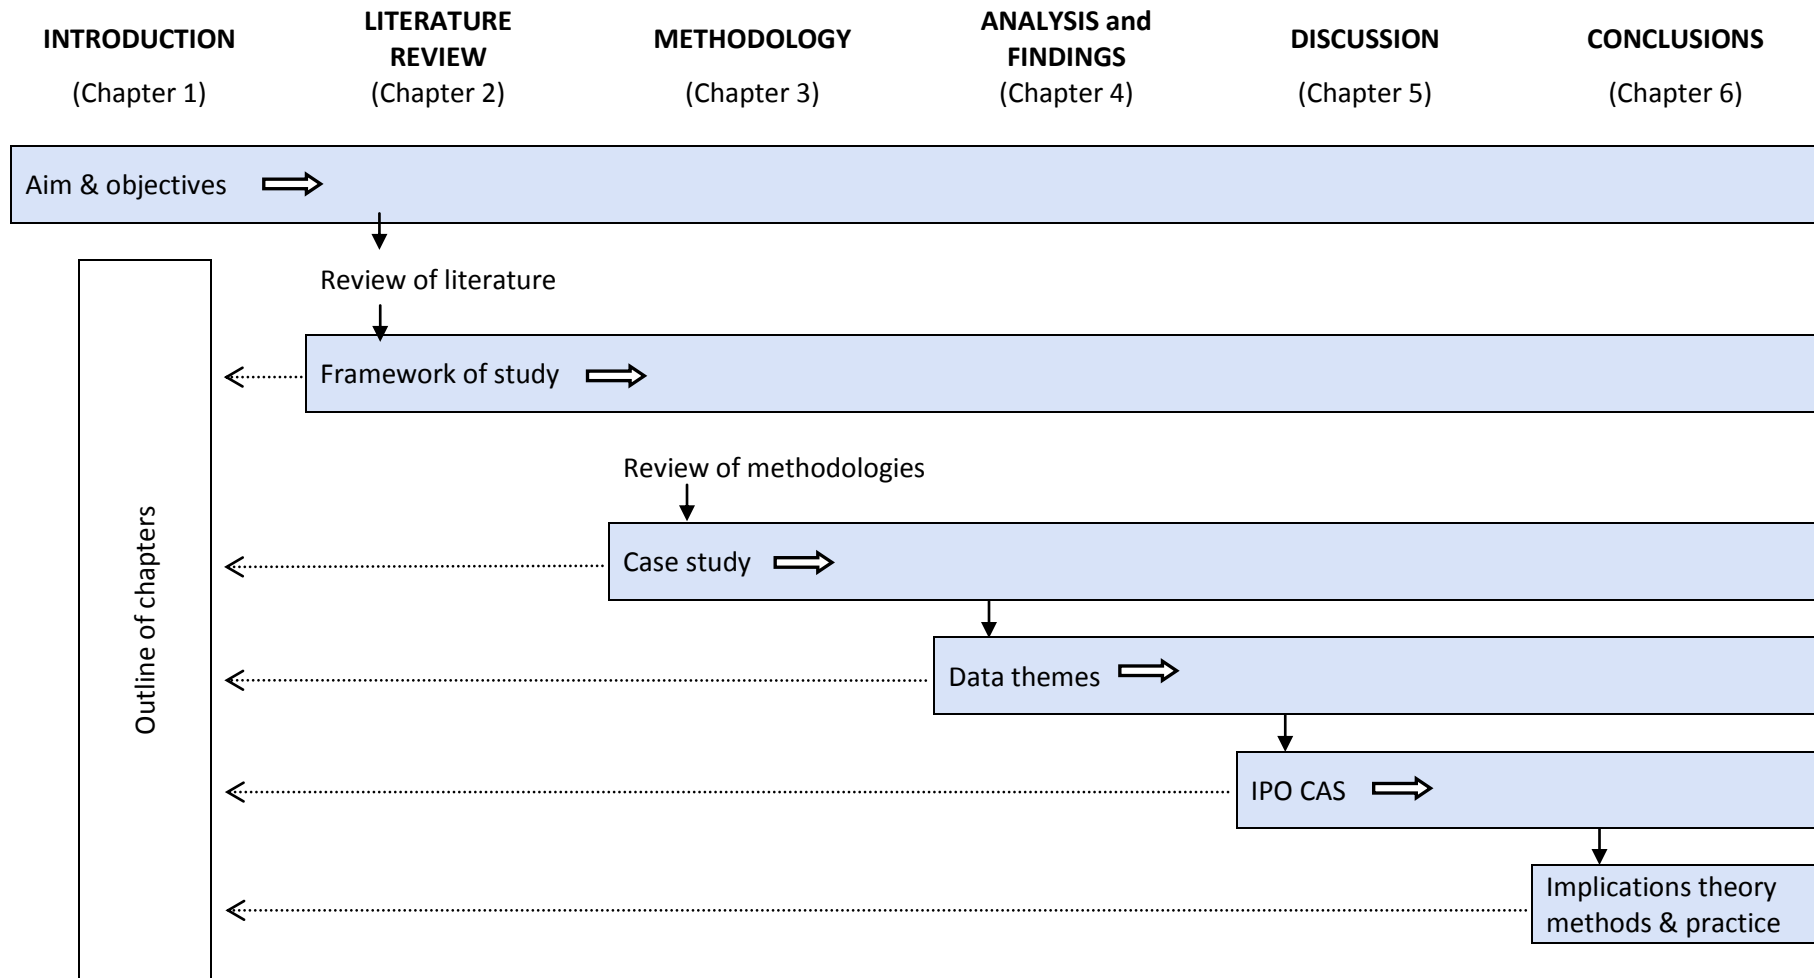 INTRODUCTION
(Chapter 1)
LITERATURE
REVIEW
(Chapter 2)
METHODOLOGY
(Chapter 3)
ANALYSIS and
FINDINGS
(Chapter 4)
DISCUSSION
(Chapter 5)
CONCLUSIONS
(Chapter 6)
Aim & objectives
Review of literature
Framework of study
Review of methodologies
Case study
Outline of chapters
Data themes
IPO CAS
Implications theory
methods & practice